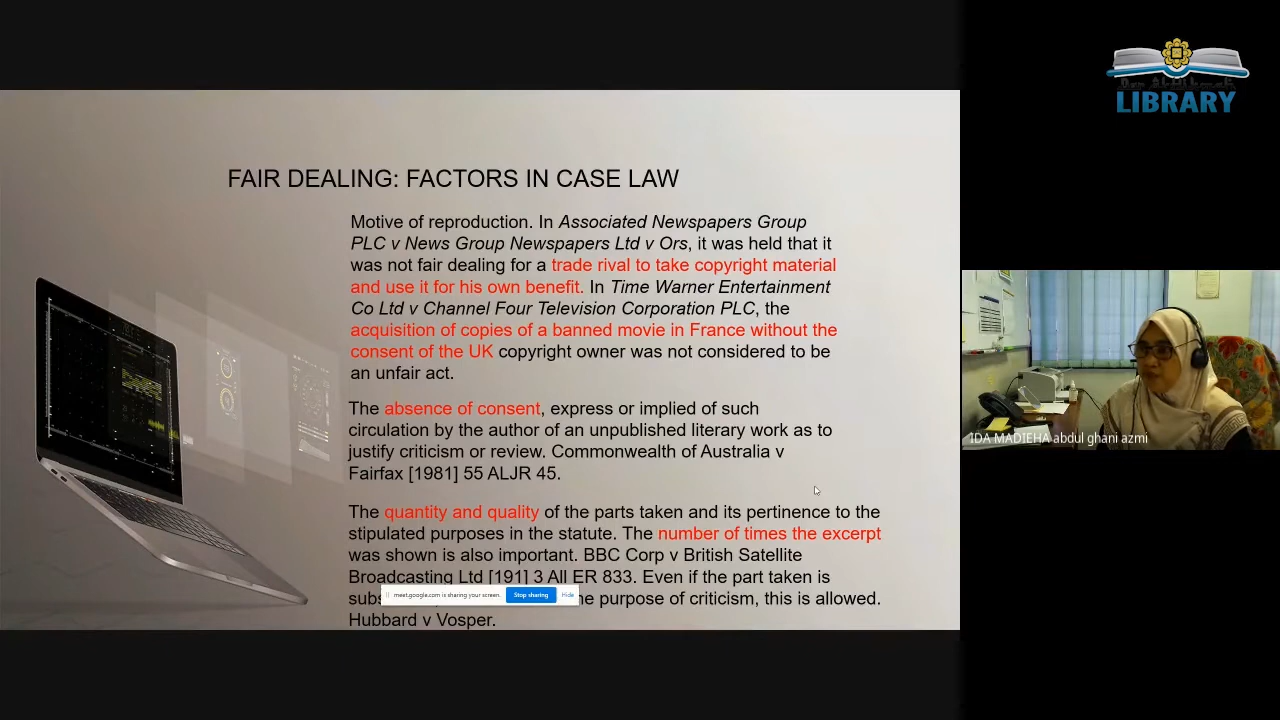 FAIR DEALING: FACTORS IN CASE LAW
Motive of reproduction. In Associated Newspapers Group
PLC v News Group Newspapers Ltd v Ors, it was held that it
was not fair dealing for a trade rival to take copyright material
and use it for his own benefit. In Time Warner Entertainment
Co Ltd v Channel Four Television Corporation PLC, the
acquisition of copies of a banned movie in France without the
consent of the UK copyright owner was not considered to be
an unfair act.
The absence of consent, express or implied of such
circulation by the author of an unpublished literary work as to
justify criticism or review. Commonwealth of Australia v
Fairfax [1981] 55 ALJR 45.
The quantity and quality of the parts taken and its pertinence to the
stipulated purposes in the statute. The number of times the excerpt
was shown is also important. BBC Corp v British Satellite
Broadcasting Ltd [191] 3 All ER 833. Even if the part taken is
the purpose of criticism, this is allowed.
Hubbard v Vosper.
meet.google.com is sharing your screen. Stop sharing Hide
LIBRARY
IDA MADIEHA abdul ghani azmi